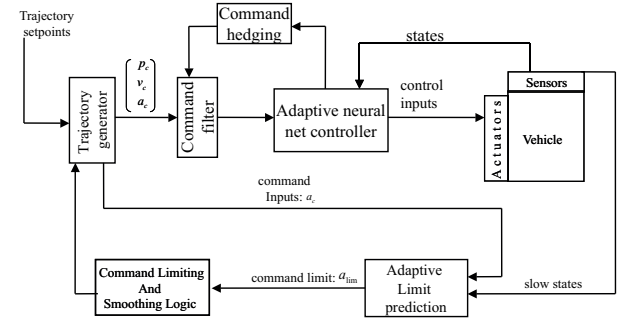 Trajectory
setpoints
Command
hedging
states
p_c
v_c
a_c
Trajectory
generator
Command
filter
Adaptive neural
net controller
control
inputs
Actuators
Sensors
Vehicle
command
Inputs: a_c
Command Limiting
And
Smoothing Logic
command limit: a_lim
Adaptive
Limit
prediction
slow states